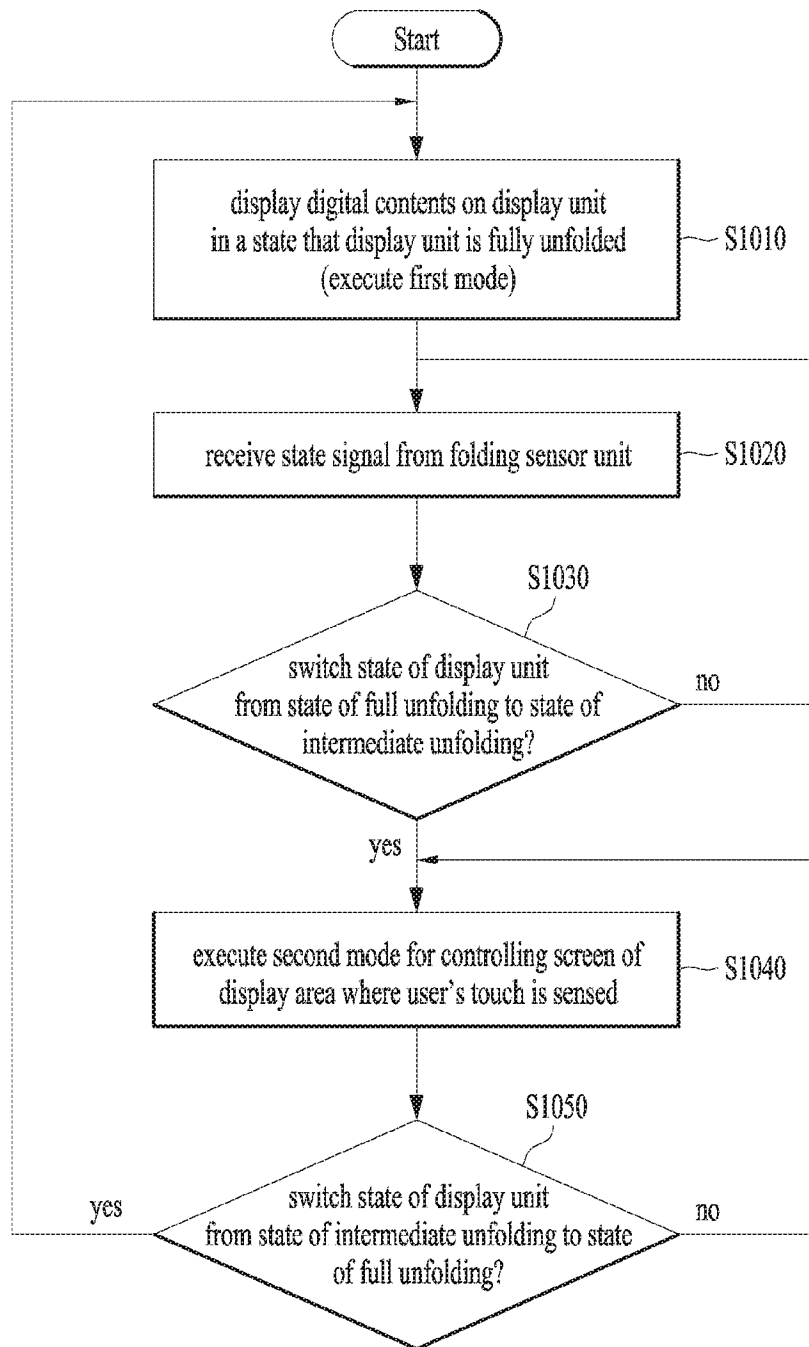 Start
display digital contents on display unit
in a state that display unit is fully unfolded
(execute first mode)
S1010
receive state signal from folding sensor unit
S1020
S1030
switch state of display unit
from state of full unfolding to state of
intermediate unfolding?
no
yes
execute second mode for controlling screen of
display area where user's touch is sensed
S1040
S1050
yes
switch state of display unit
from state of intermediate unfolding to state
of full unfolding?
no